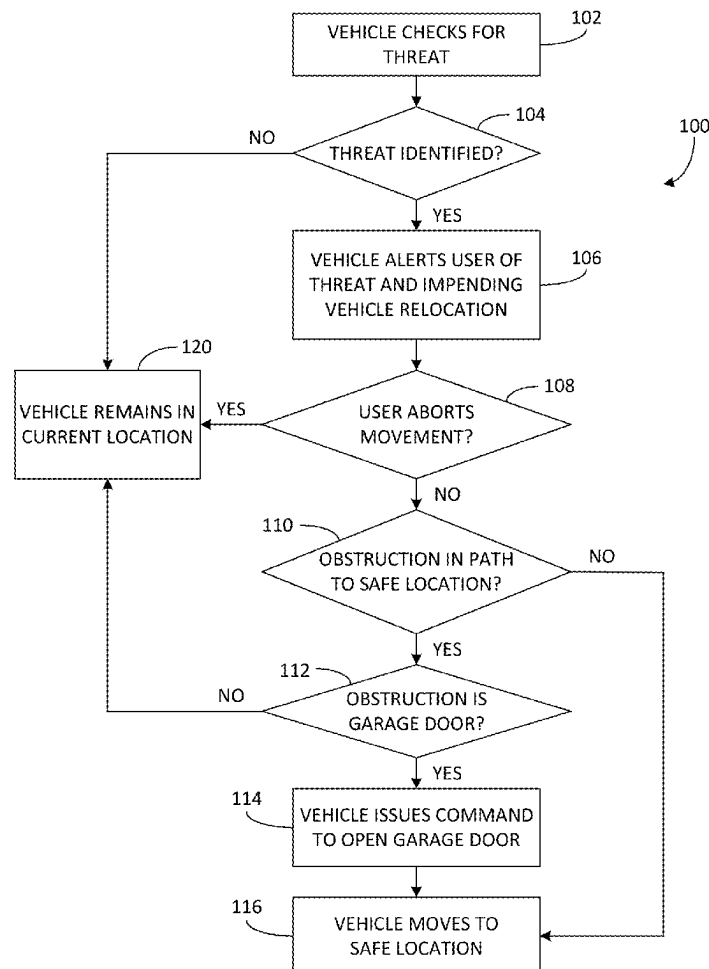 VEHICLE CHECKS FOR
THREAT
102
104
NO
THREAT IDENTIFIED?
100
YES
VEHICLE ALERTS USER OF
THREAT AND IMPENDING
VEHICLE RELOCATION
106
120
VEHICLE REMAINS IN
CURRENT LOCATION
YES
108
USER ABORTS
MOVEMENT?
NO
110
OBSTRUCTION IN PATH
TO SAFE LOCATION?
NO
YES
112
NO
OBSTRUCTION IS
GARAGE DOOR?
YES
114
VEHICLE ISSUES COMMAND
TO OPEN GARAGE DOOR
116
VEHICLE MOVES TO
SAFE LOCATION